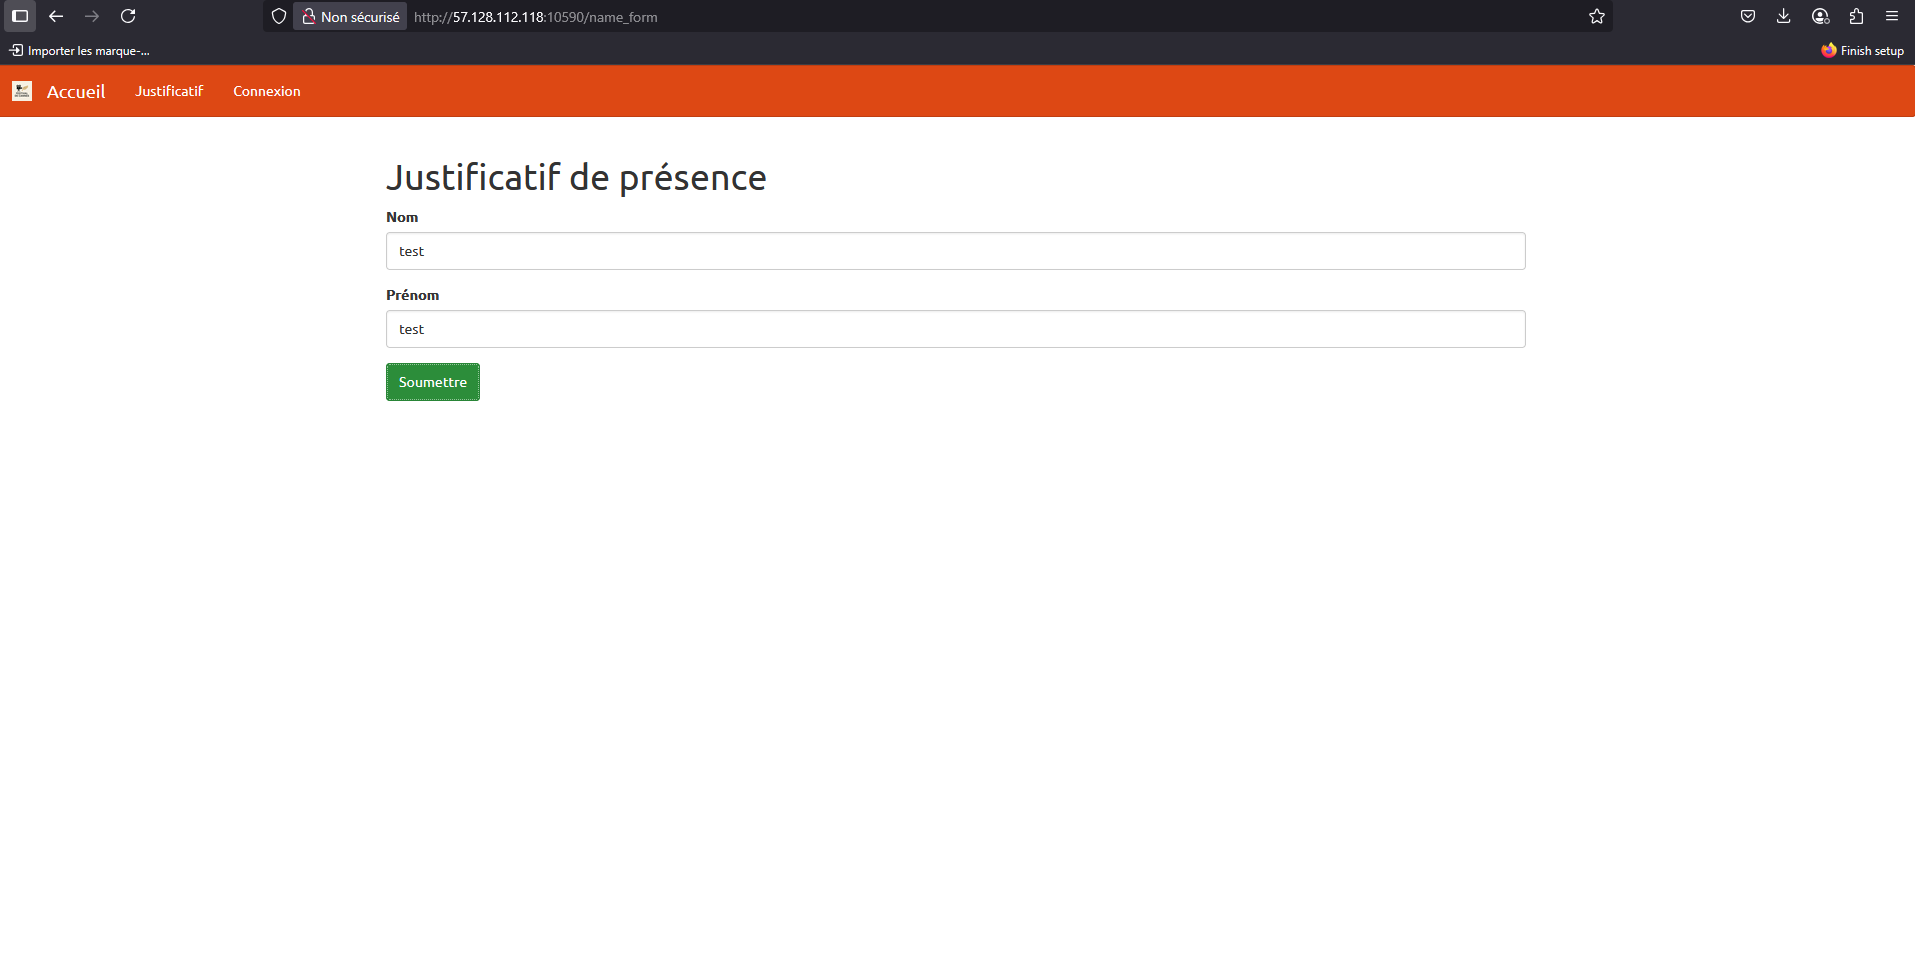 Non sécurisé http://57.128.112.118:10590/name_form
Importer les marque-... Finish setup
Accueil Justificatif Connexion
Justificatif de présence
Nom
test
Prénom
test
Soumettre